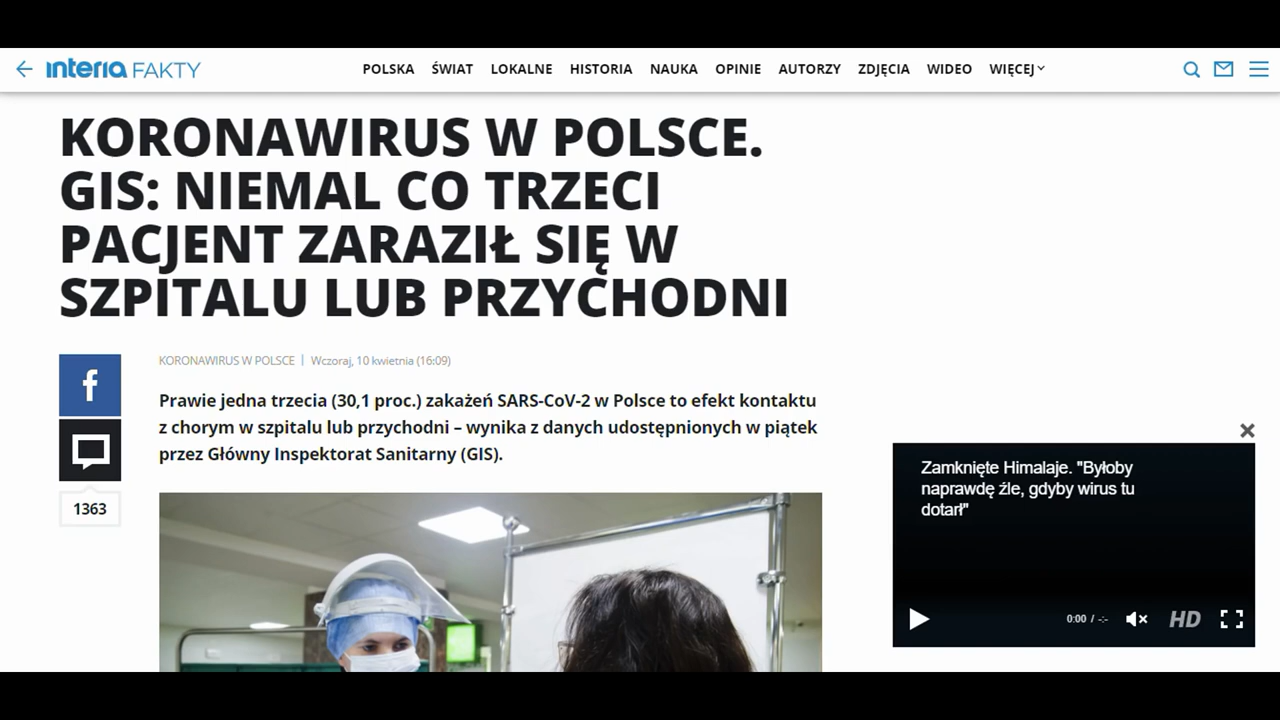 interia FAKTY
POLSKA ŚWIAT LOKALNE HISTORIA NAUKA OPINIE AUTORZY ZDJĘCIA WIDEO WIĘCEJ
KORONAWIRUS W POLSCE.
GIS: NIEMAL CO TRZECI
PACJENT ZARAZIŁ SIĘ W
SZPITALU LUB PRZYCHODNI
f
1363
KORONAWIRUS W POLSCE | Wczoraj, 10 kwietnia (16:09)
Prawie jedna trzecia (30,1 proc.) zakażeń SARS-CoV-2 w Polsce to efekt kontaktu
z chorym w szpitalu lub przychodni – wynika z danych udostępnionych w piątek
przez Główny Inspektorat Sanitarny (GIS).
Zamknięte Himalaje. "Byłoby
naprawdę źle, gdyby wirus tu
dotarł"
0:00 / -:-
HD